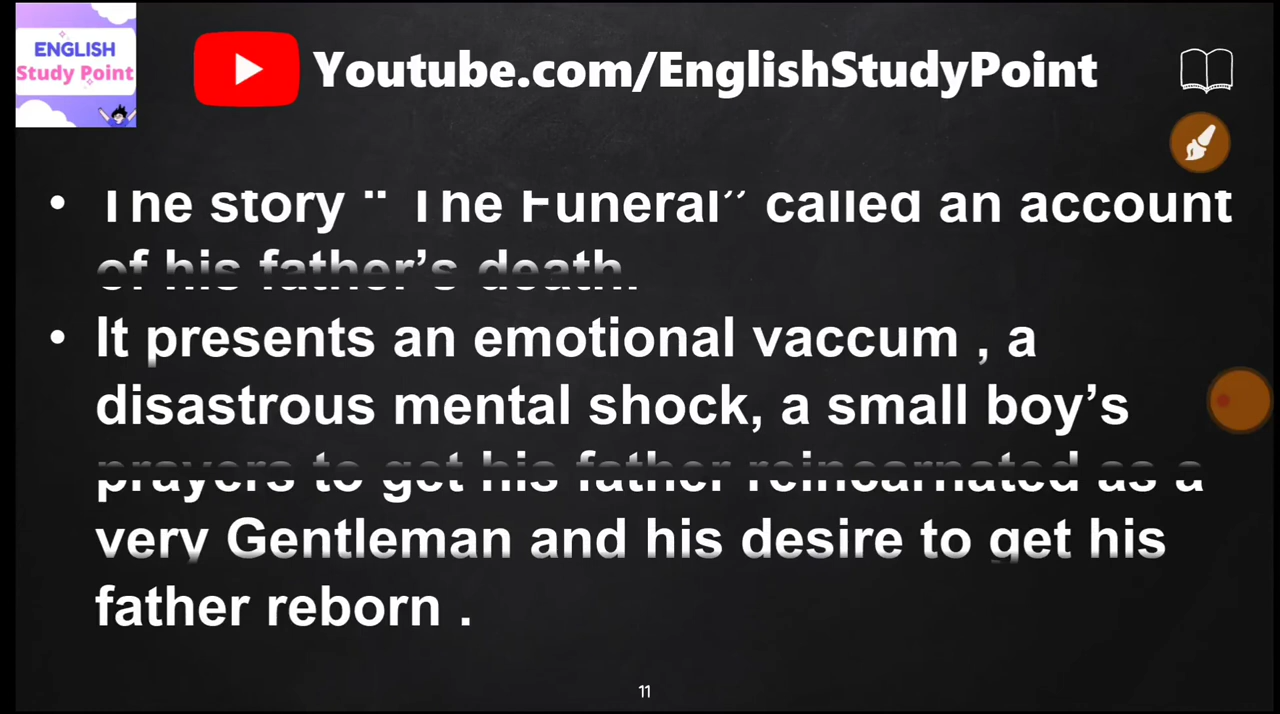 ENGLISH
Study Point
Youtube.com/EnglishStudyPoint
• The story " The Funeral” called an account
of his father’s death.
• It presents an emotional vaccum , a
disastrous mental shock, a small boy’s
prayers to get his father reincarnated as a
very Gentleman and his desire to get his
father reborn .
11